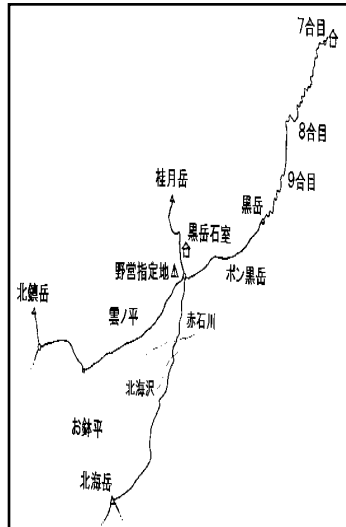 7合目
8合目
9合目
桂月岳
黒岳
黒岳石室
野営指定地
ポン黒岳
北鎮岳
雲ノ平
赤石川
北海沢
お鉢平
北海岳